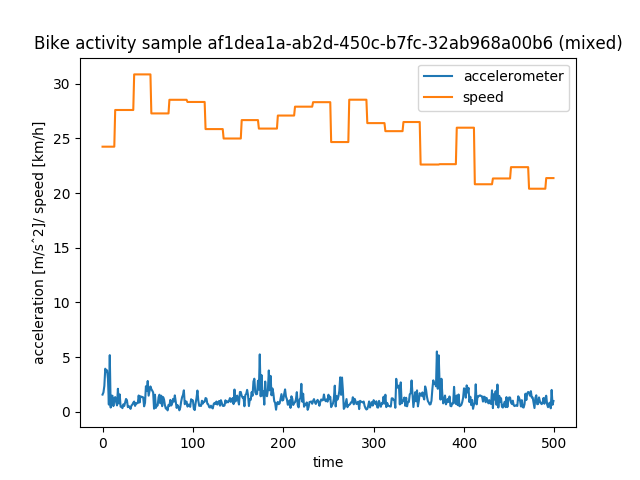 Bike activity sample af1dea1a-ab2d-450c-b7fc-32ab968a00b6 (mixed)
accelerometer
speed
acceleration [m/s^2]/ speed [km/h]
30
25
20
15
10
5
0
0 100 200 300 400 500
time